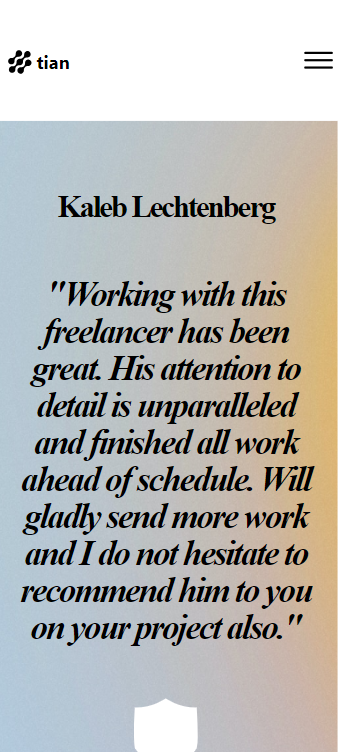 tian
Kaleb Lechtenberg
"Working with this
freelancer has been
great. His attention to
detail is unparalleled
and finished all work
ahead of schedule. Will
gladly send more work
and I do not hesitate to
recommend him to you
on your project also."